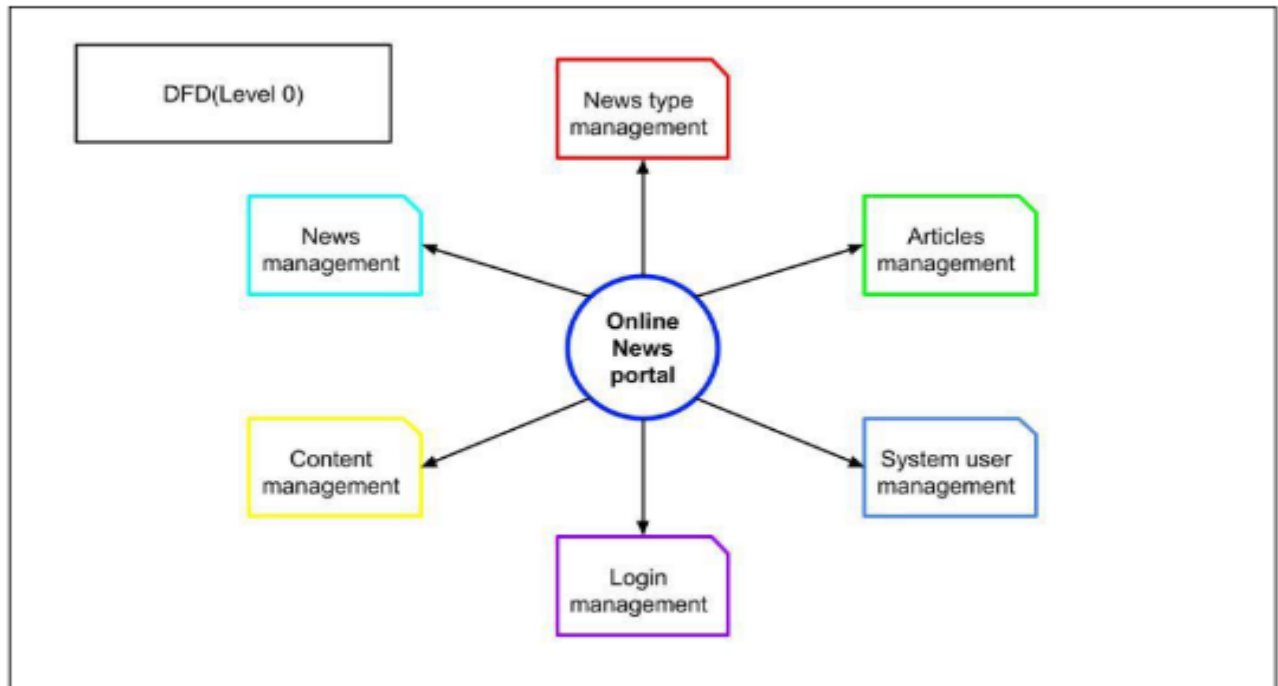 DFD(Level 0)
News type
management
News
management
Articles
management
Online
News
portal
Content
management
System user
management
Login
management